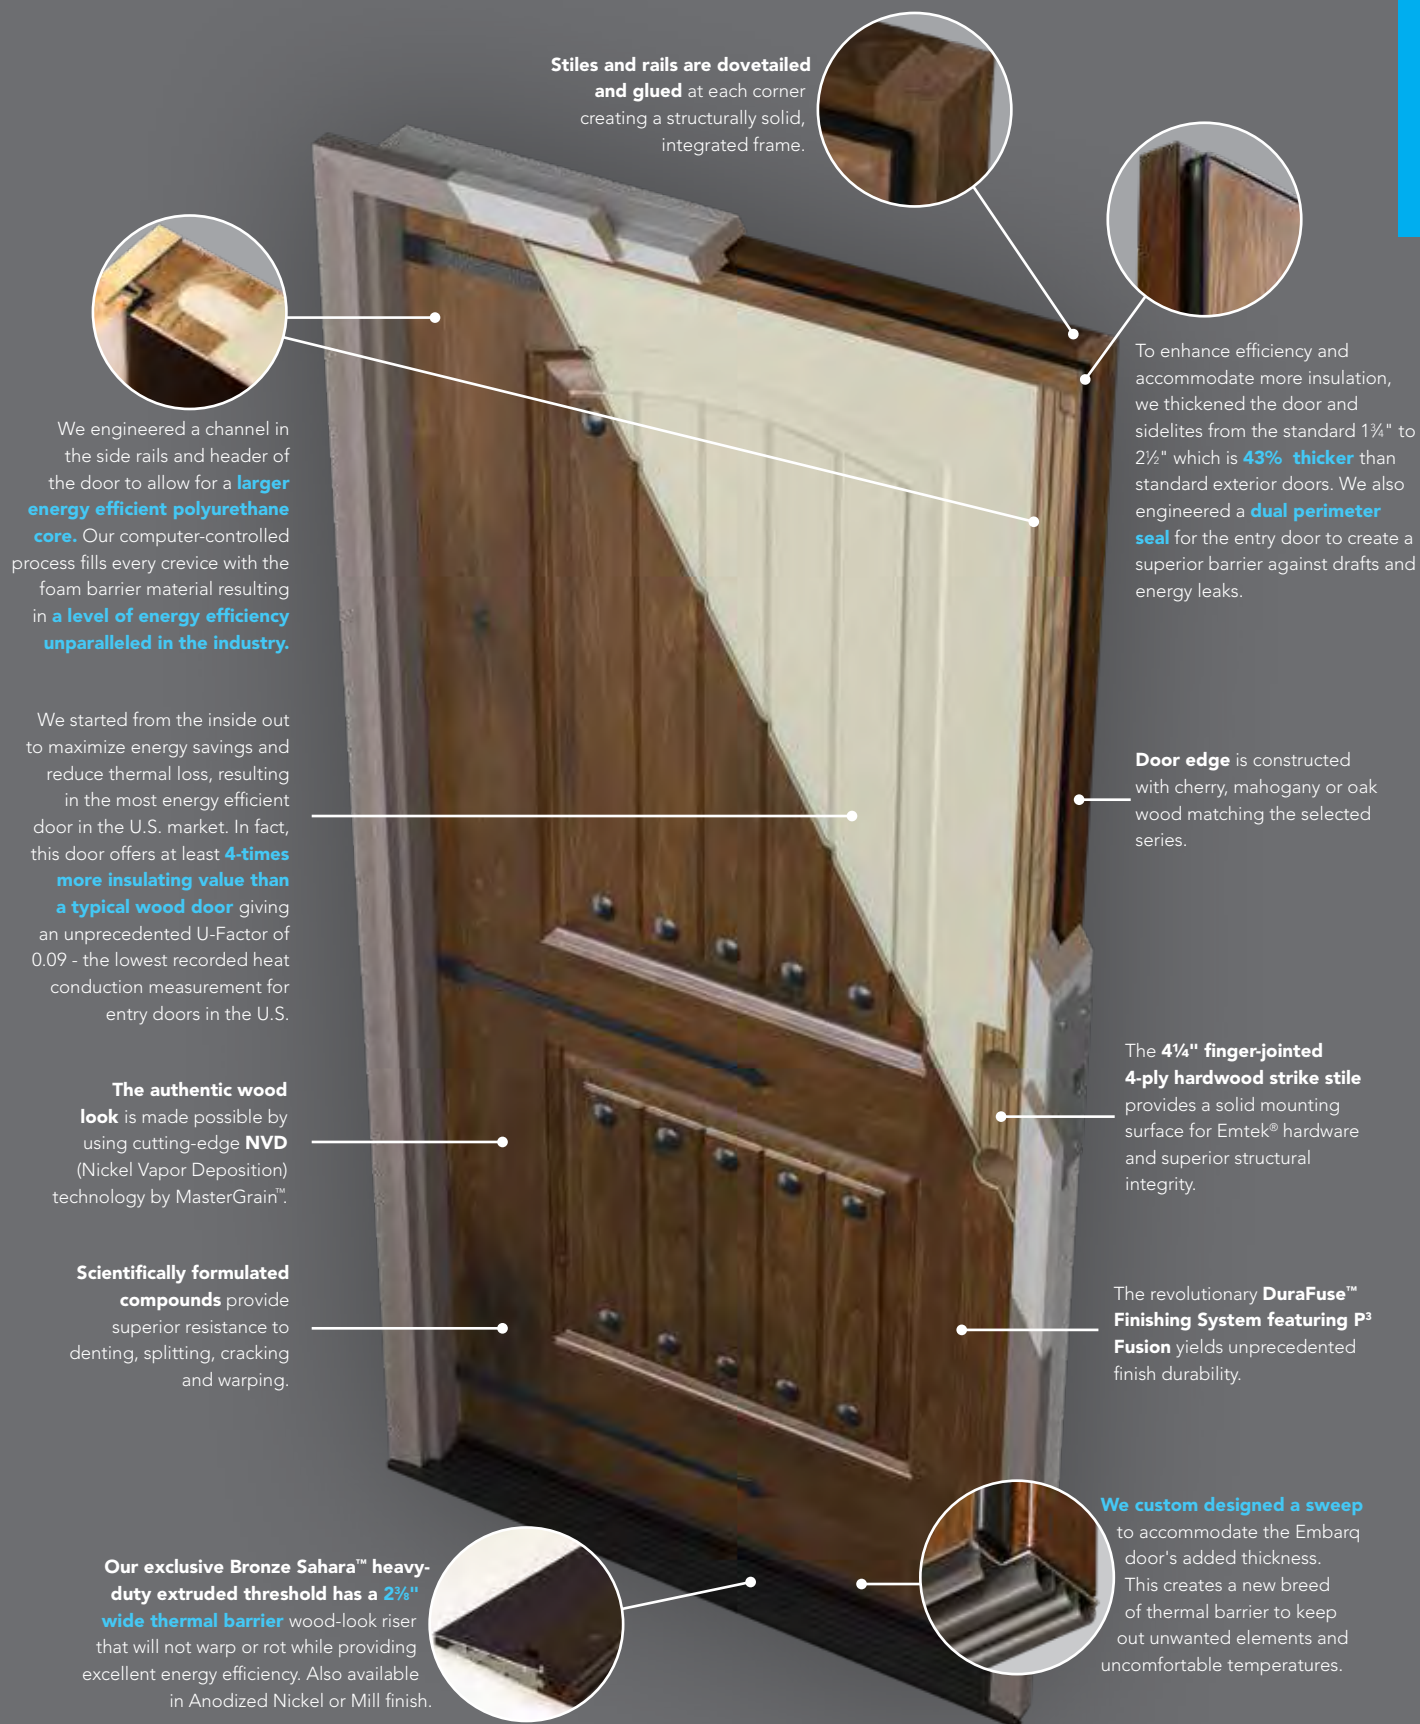 Stiles and rails are dovetailed
and glued at each corner
creating a structurally solid,
integrated frame.
To enhance efficiency and
accommodate more insulation,
we thickened the door and
sidelites from the standard 1¾" to
2½" which is 43% thicker than
standard exterior doors. We also
engineered a dual perimeter
seal for the entry door to create a
superior barrier against drafts and
energy leaks.
We engineered a channel in
the side rails and header of
the door to allow for a larger
energy efficient polyurethane
core. Our computer-controlled
process fills every crevice with the
foam barrier material resulting
in a level of energy efficiency
unparalleled in the industry.
We started from the inside out
to maximize energy savings and
reduce thermal loss, resulting
in the most energy efficient
door in the U.S. market. In fact,
this door offers at least 4-times
more insulating value than
a typical wood door giving
an unprecedented U-Factor of
0.09 - the lowest recorded heat
conduction measurement for
entry doors in the U.S.
Door edge is constructed
with cherry, mahogany or oak
wood matching the selected
series.
The 4¼" finger-jointed
4-ply hardwood strike stile
provides a solid mounting
surface for Emtek® hardware
and superior structural
integrity.
The authentic wood
look is made possible by
using cutting-edge NVD
(Nickel Vapor Deposition)
technology by MasterGrain™.
Scientifically formulated
compounds provide
superior resistance to
denting, splitting, cracking
and warping.
The revolutionary DuraFuse™
Finishing System featuring P³
Fusion yields unprecedented
finish durability.
We custom designed a sweep
to accommodate the Embarq
door's added thickness.
This creates a new breed
of thermal barrier to keep
out unwanted elements and
uncomfortable temperatures.
Our exclusive Bronze Sahara™ heavy-
duty extruded threshold has a 2⅜"
wide thermal barrier wood-look riser
that will not warp or rot while providing
excellent energy efficiency. Also available
in Anodized Nickel or Mill finish.